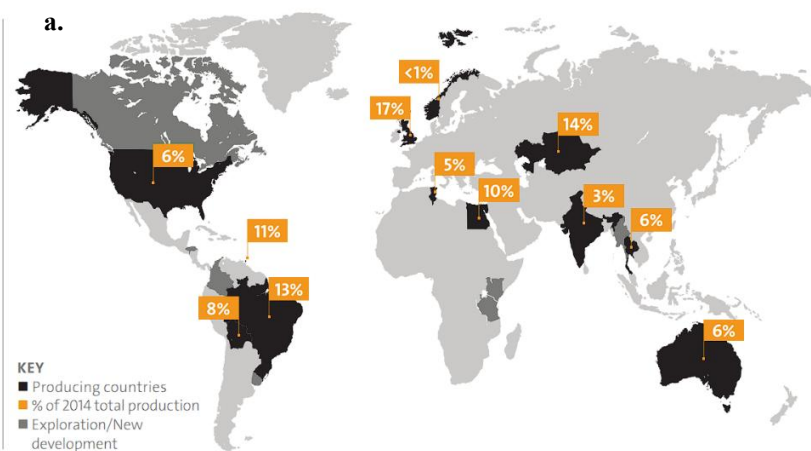 a.
<1%
17%
14%
6%
5%
10%
3%
6%
11%
13%
8%
6%
KEY
Producing countries
% of 2014 total production
Exploration/New
development